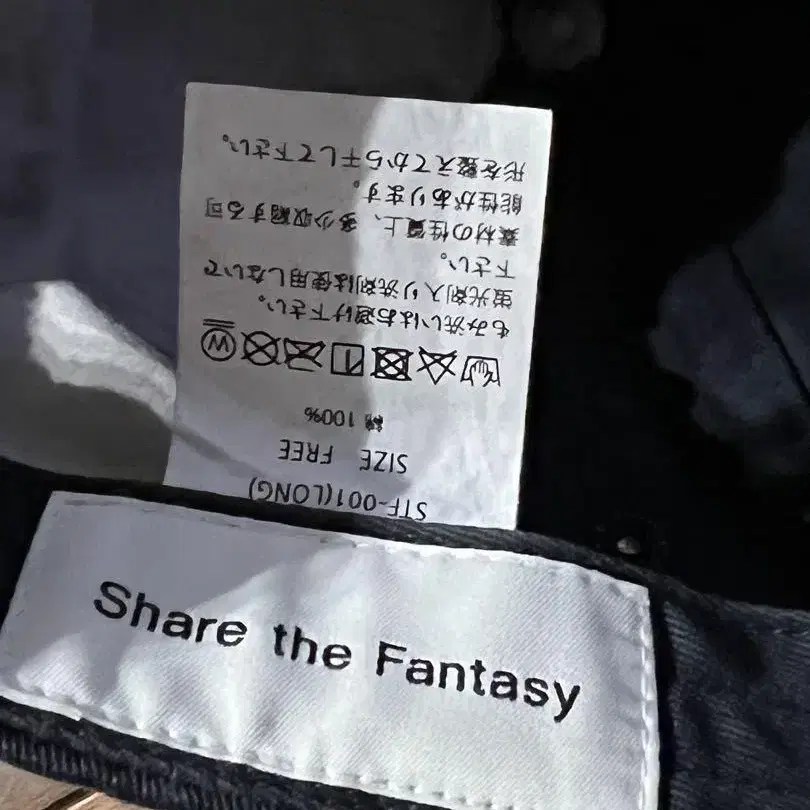 STF-001(LONG)
SIZE FREE
綿 100%
W
もみ洗いはお避け下さい。
蛍光剤入り洗剤は使用しないで
下さい。
素材の性質上、多少収縮する可
能性があります。
形を整えてから干して下さい。
Share the Fantasy